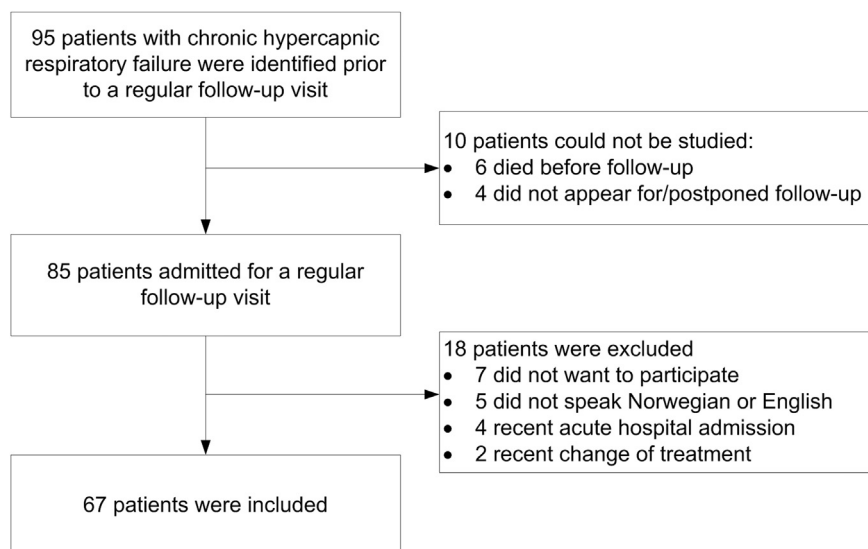 95 patients with chronic hypercapnic
respiratory failure were identified prior
to a regular follow-up visit
10 patients could not be studied:
• 6 died before follow-up
• 4 did not appear for/postponed follow-up
85 patients admitted for a regular
follow-up visit
18 patients were excluded
• 7 did not want to participate
• 5 did not speak Norwegian or English
• 4 recent acute hospital admission
• 2 recent change of treatment
67 patients were included